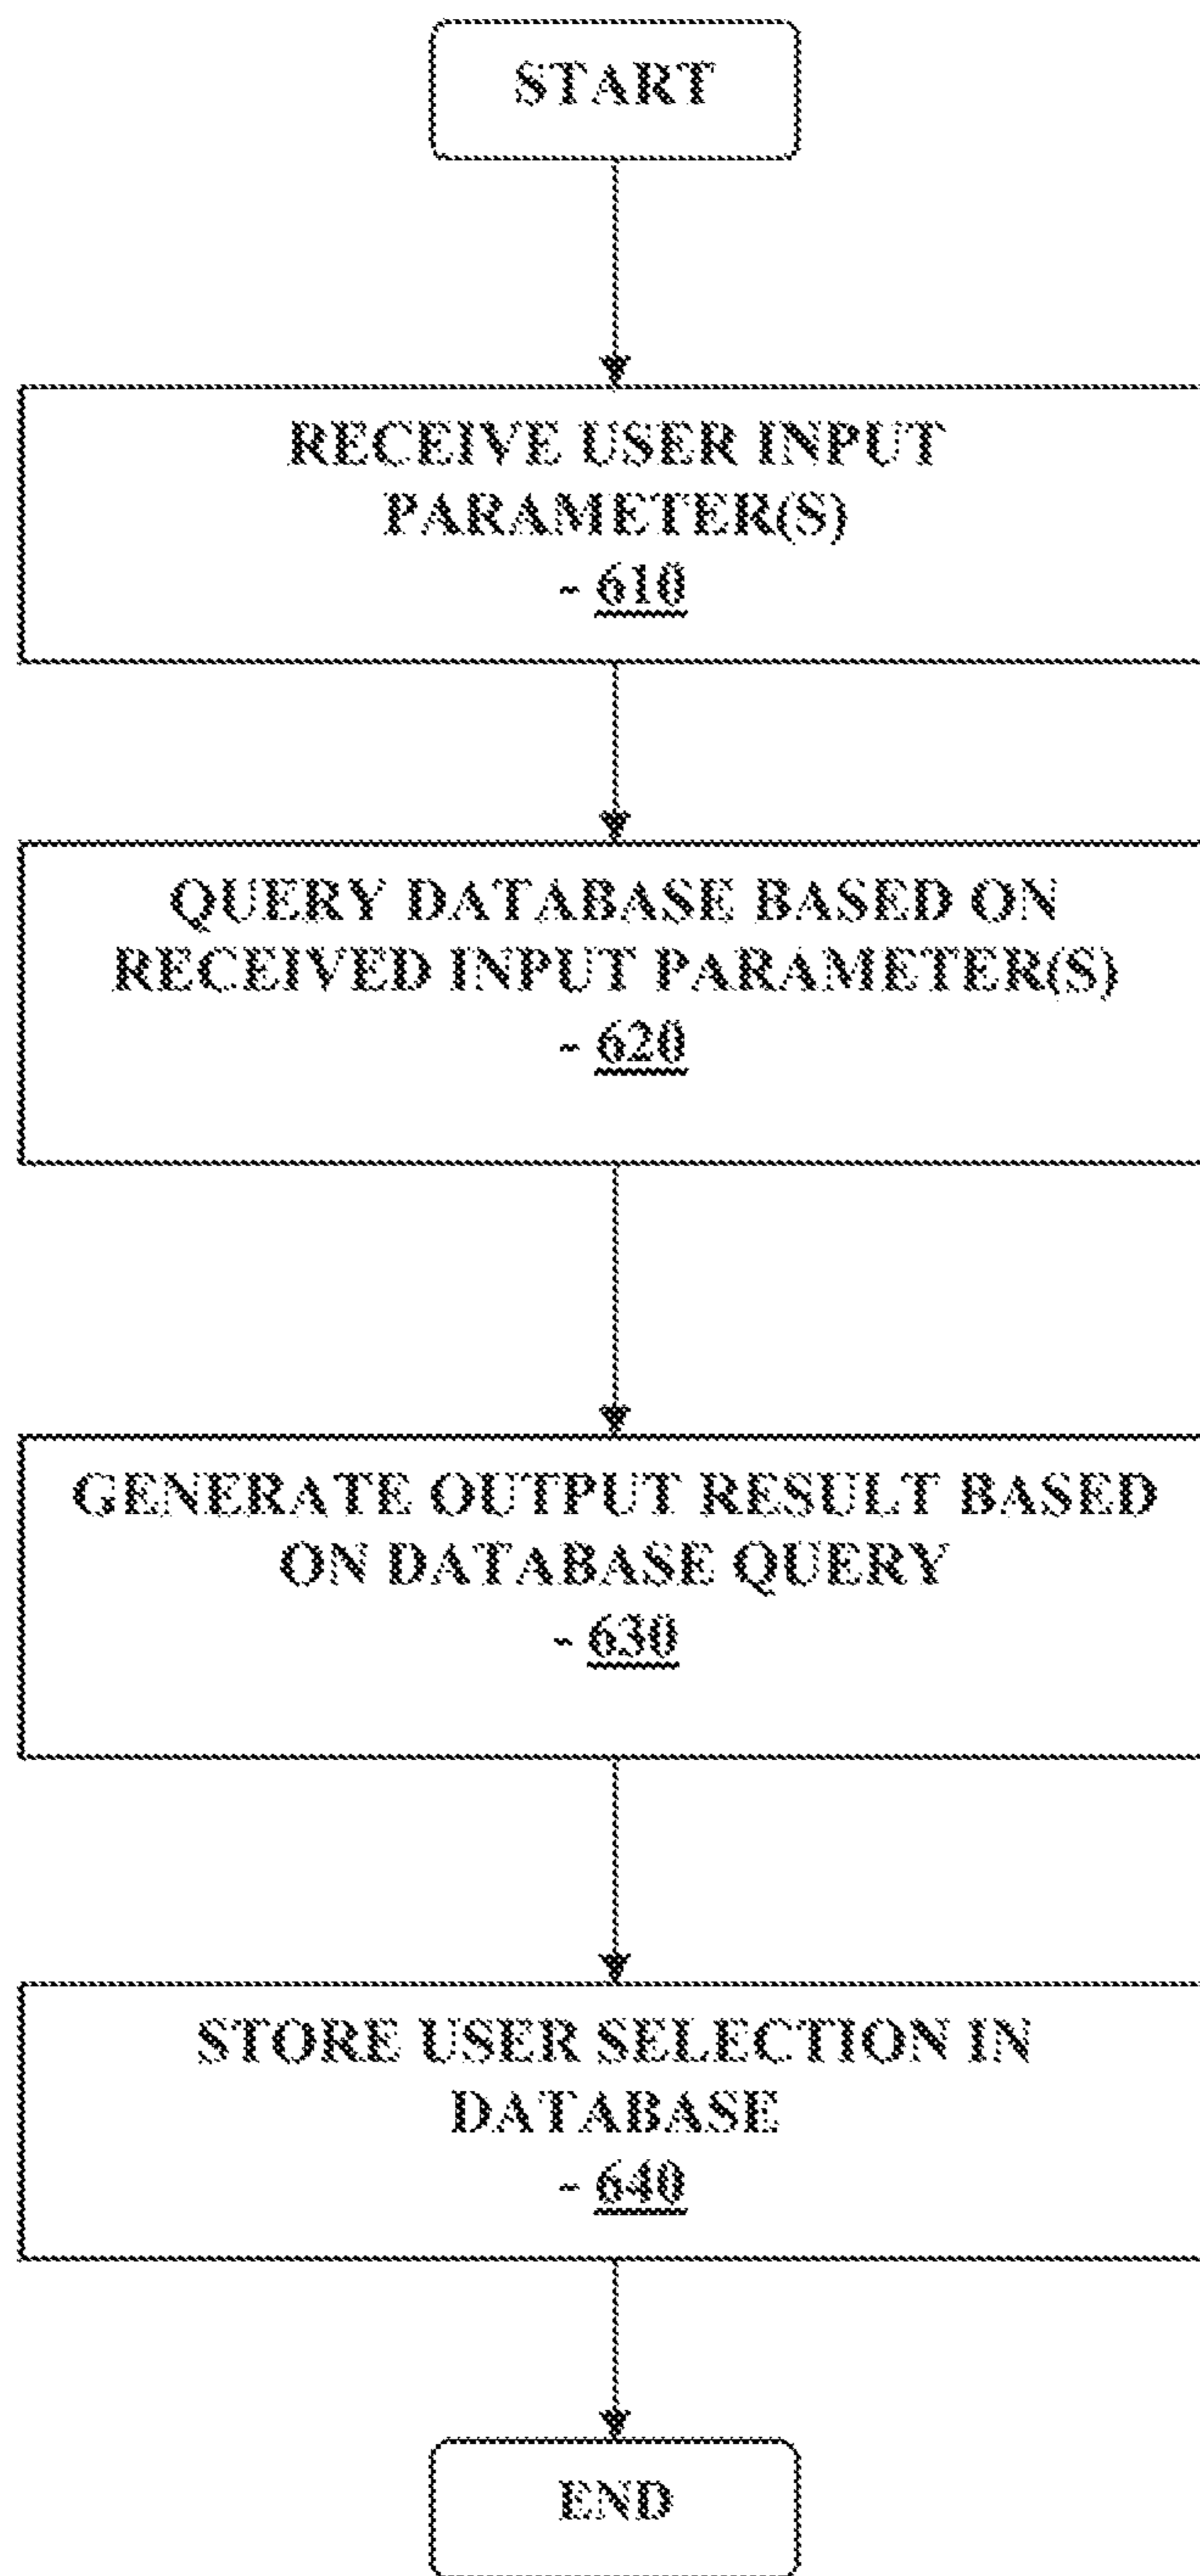 START
RECEIVE USER INPUT
PARAMETER(S)
~ 610
QUERY DATABASE BASED ON
RECEIVED INPUT PARAMETER(S)
~ 620
GENERATE OUTPUT RESULT BASED
ON DATABASE QUERY
~ 630
STORE USER SELECTION IN
DATABASE
~ 640
END